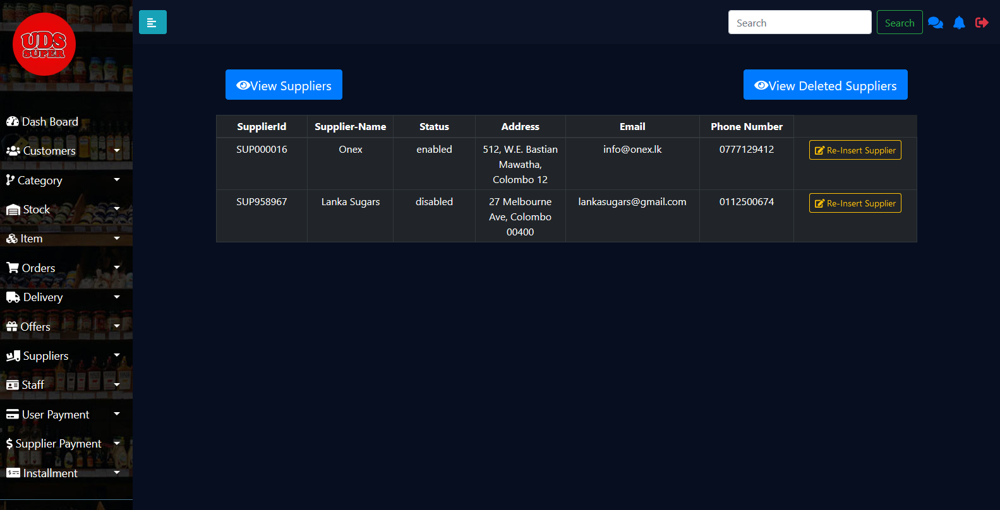 UDS
SUPER
Search
Search
View Suppliers
View Deleted Suppliers
Dash Board
Customers
Category
Stock
Item
Orders
Delivery
Offers
Suppliers
Staff
User Payment
Supplier Payment
Installment
SupplierId Supplier-Name Status Address Email Phone Number
SUP000016 Onex enabled 512, W.E. Bastian info@onex.lk 0777129412 Re-Insert Supplier
Mawatha,
Colombo 12
SUP958967 Lanka Sugars disabled 27 Melbourne lankasugars@gmail.com 0112500674 Re-Insert Supplier
Ave, Colombo
00400